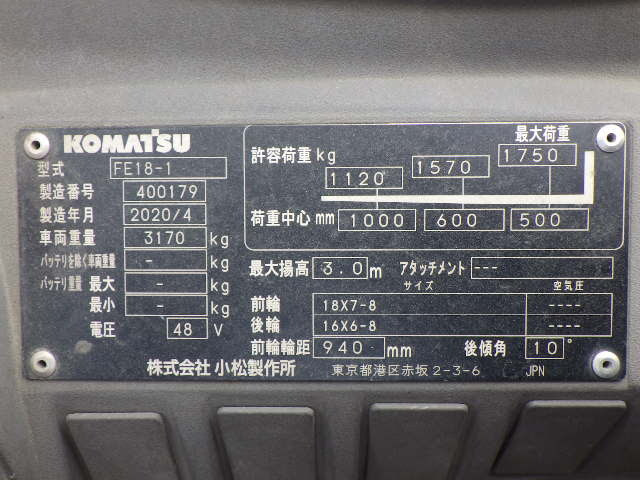 KOMATSU
型式 FE18-1
製造番号 400179
製造年月 2020/4
車両重量 3170 kg
バッテリを除く車両重量 - kg
バッテリ重量 最大 - kg
最小 - kg
電圧 48 V
最大荷重
許容荷重 kg 1120 1570 1750
荷重中心 mm 1000 600 500
最大揚高 3.0 m アタッチメント ---
サイズ 空気圧
前輪 18X7-8 ----
後輪 16X6-8 ----
前輪輪距 940 mm 後傾角 10°
株式会社 小松製作所 東京都港区赤坂 2-3-6 JPN